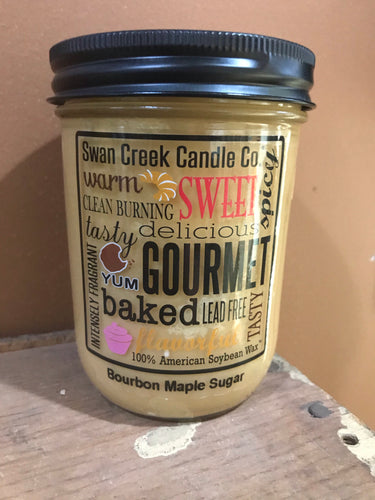 Swan Creek Candle Co.
warm
SWEET
spicy
CLEAN BURNING
tasty
delicious
INTENSELY FRAGRANT
YUM
GOURMET
baked
LEAD FREE
TASTY
flavorful
100% American Soybean Wax
Bourbon Maple Sugar